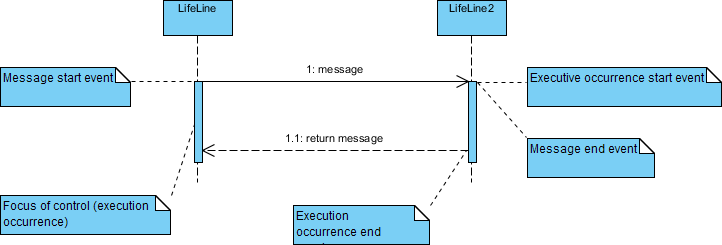 LifeLine
LifeLine2
1: message
Message start event
Executive occurrence start event
1.1: return message
Message end event
Focus of control (execution
occurrence)
Execution
occurrence end